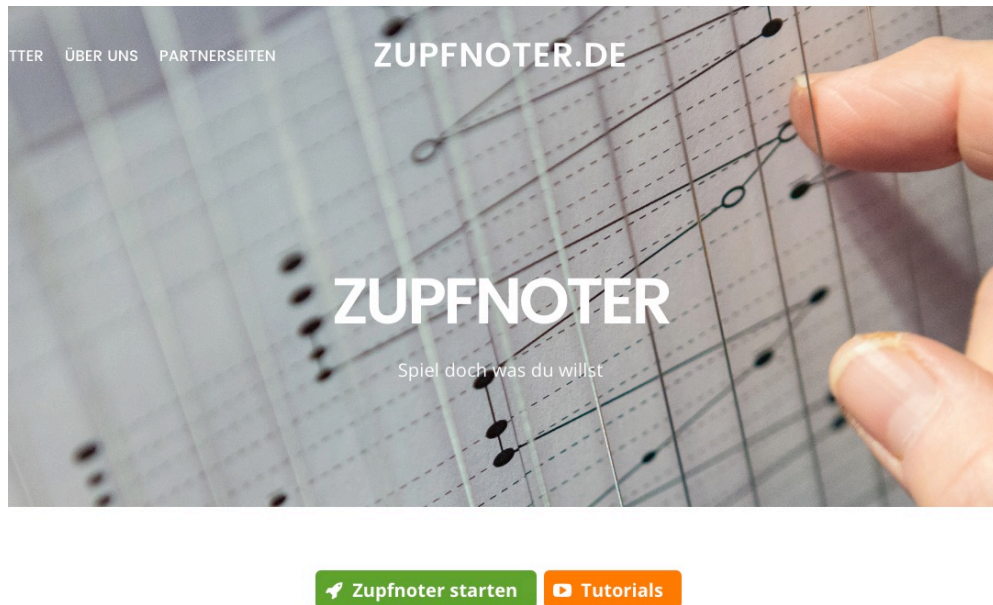 TTER ÜBER UNS PARTNERSEITEN ZUPFNOTER.DE
ZUPFNOTER
Spiel doch was du willst
Zupfnoter starten Tutorials